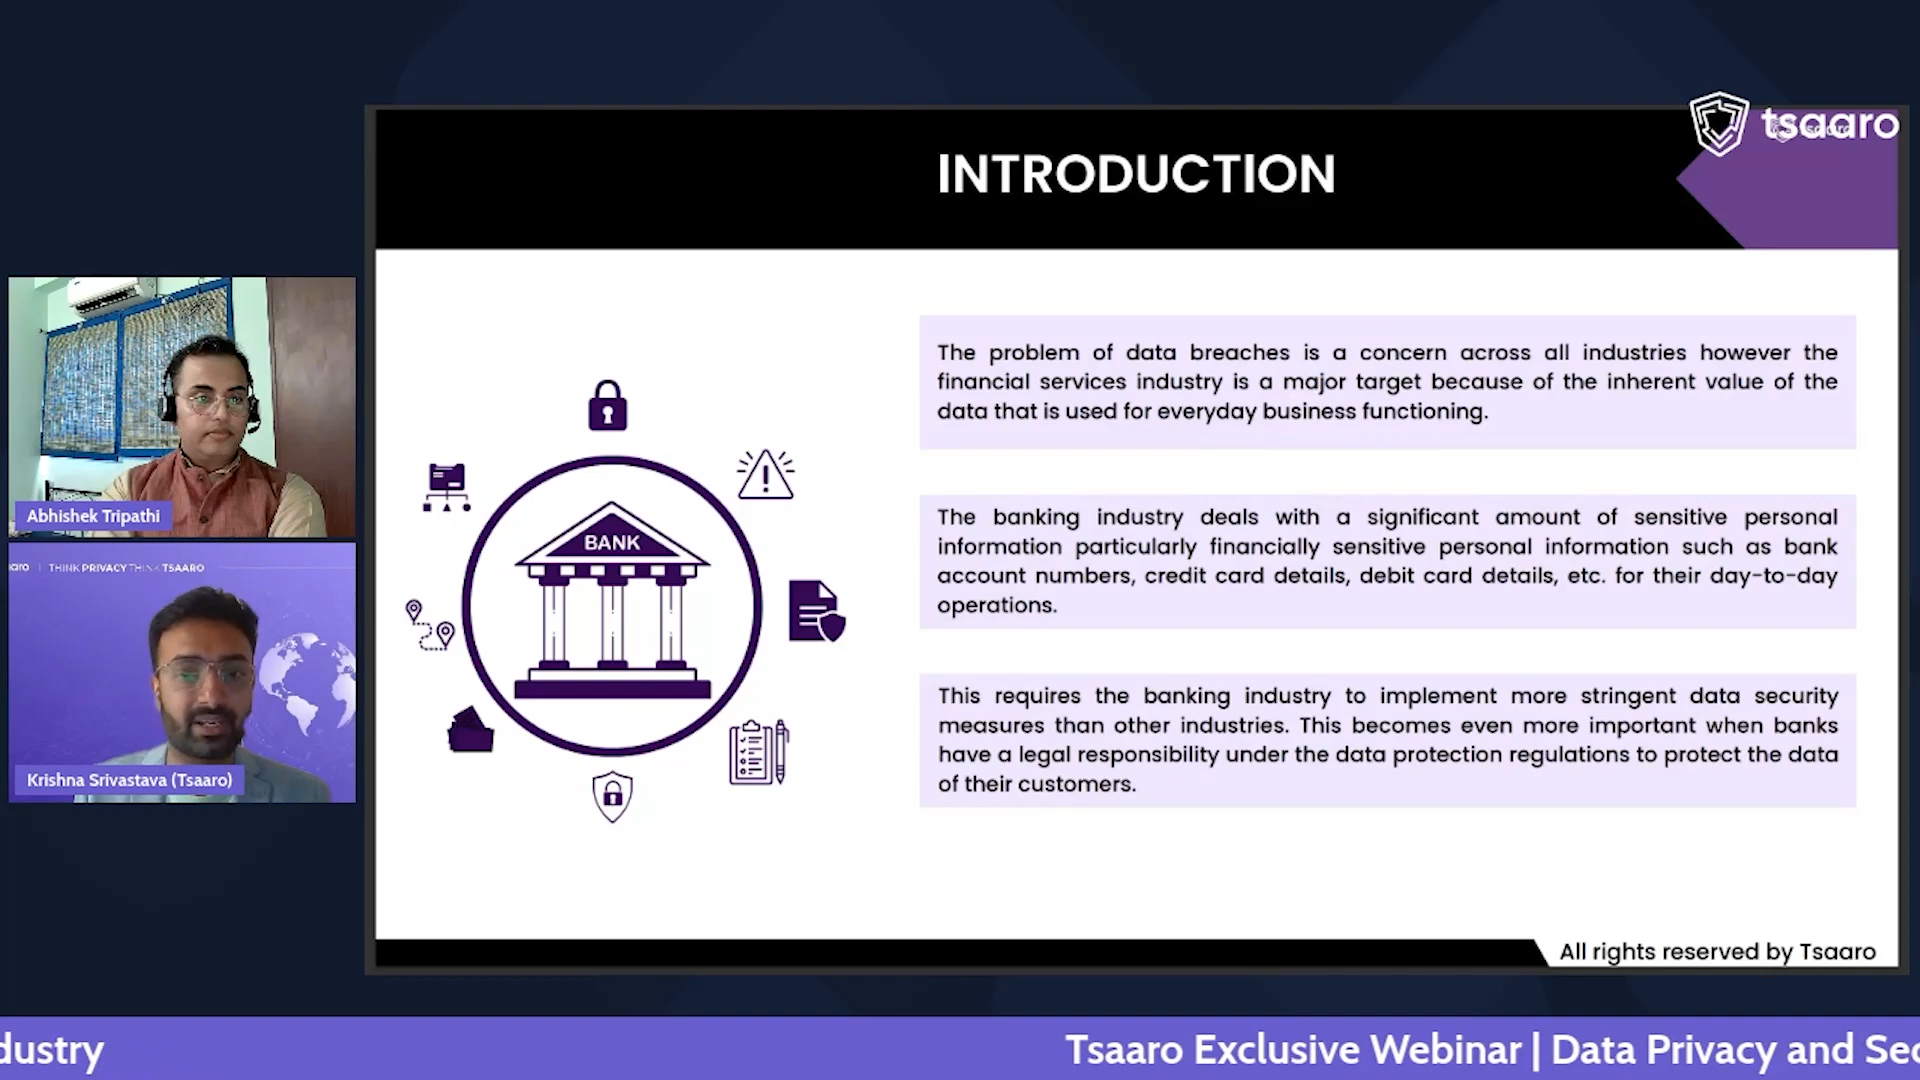 tsaaro
INTRODUCTION
The problem of data breaches is a concern across all industries however the
financial services industry is a major target because of the inherent value of the
data that is used for everyday business functioning.
BANK
The banking industry deals with a significant amount of sensitive personal
information particularly financially sensitive personal information such as bank
account numbers, credit card details, debit card details, etc. for their day-to-day
operations.
This requires the banking industry to implement more stringent data security
measures than other industries. This becomes even more important when banks
have a legal responsibility under the data protection regulations to protect the data
of their customers.
Abhishek Tripathi
aro | THINK PRIVACY THINK TSAARO
Krishna Srivastava (Tsaaro)
All rights reserved by Tsaaro
dustry
Tsaaro Exclusive Webinar | Data Privacy and Sec